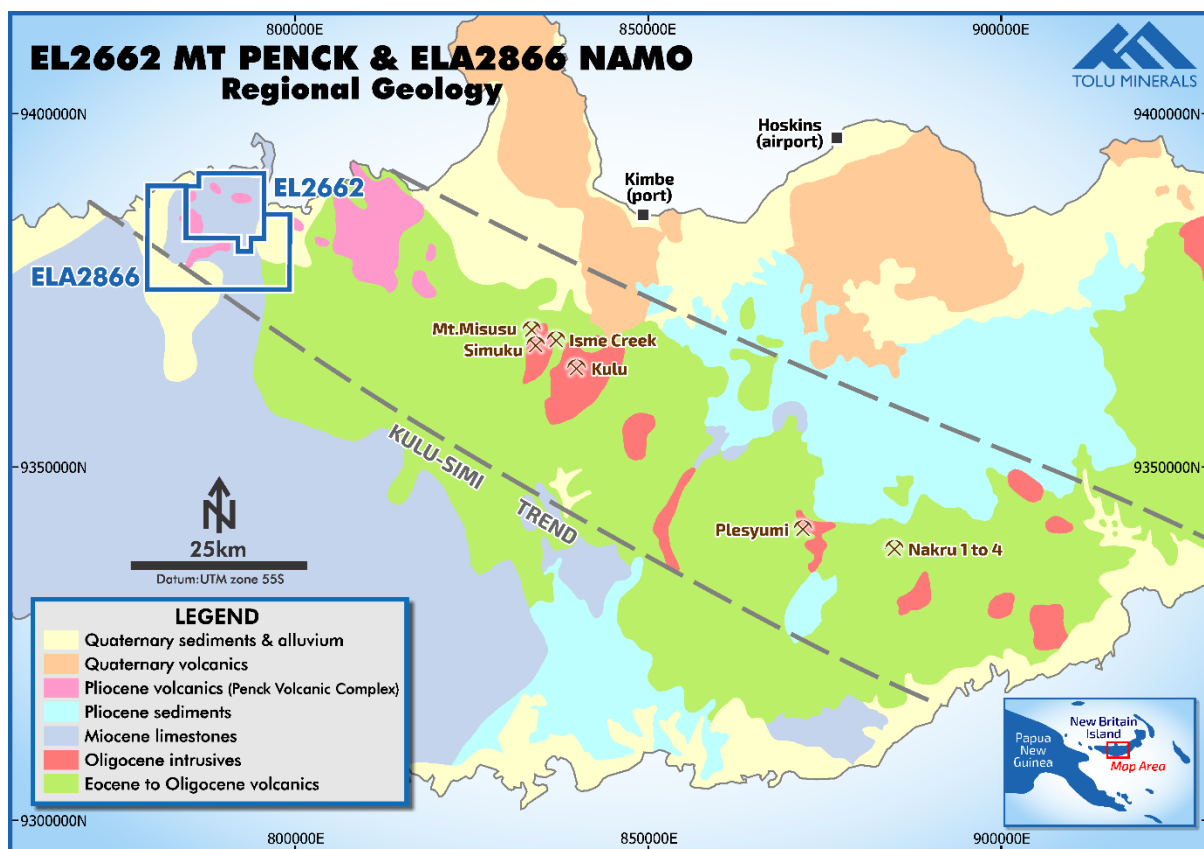 800000E
850000E
900000E
EL2662 MT PENCK & ELA2866 NAMO
Regional Geology
TOLU MINERALS
9400000N
9400000N
Hoskins
(airport)
Kimbe
(port)
EL2662
ELA2866
Mt.Misusu
Isme Creek
Simuku
Kulu
KULU-SIMI
TREND
9350000N
9350000N
N
25km
Datum:UTM zone 55S
Plesyumi
Nakru 1 to 4
LEGEND
Quaternary sediments & alluvium
Quaternary volcanics
Pliocene volcanics (Penck Volcanic Complex)
Pliocene sediments
Miocene limestones
Oligocene intrusives
Eocene to Oligocene volcanics
New Britain
Island
Papua
New
Guinea
Map Area
9300000N
800000E
850000E
900000E